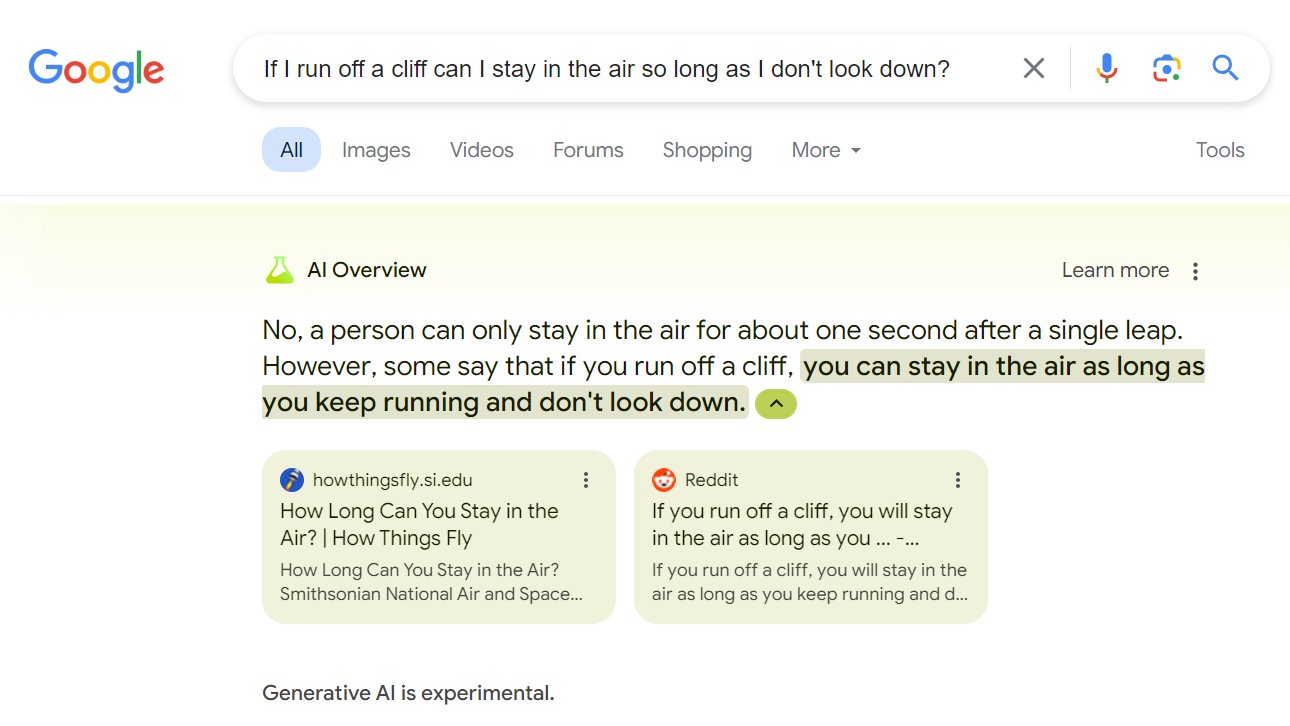 Google
If I run off a cliff can I stay in the air so long as I don't look down?
All Images Videos Forums Shopping More Tools
AI Overview
Learn more
No, a person can only stay in the air for about one second after a single leap.
However, some say that if you run off a cliff, you can stay in the air as long as
you keep running and don't look down.
howthingsfly.si.edu
How Long Can You Stay in the
Air? | How Things Fly
How Long Can You Stay in the Air?
Smithsonian National Air and Space...
Reddit
If you run off a cliff, you will stay
in the air as long as you ... -...
If you run off a cliff, you will stay in the
air as long as you keep running and d...
Generative AI is experimental.